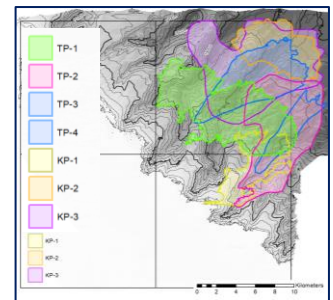 TP-1
TP-2
TP-3
TP-4
KP-1
KP-2
KP-3
KP-1
KP-2
KP-3
Kilometers
0 2 4 6 8 10